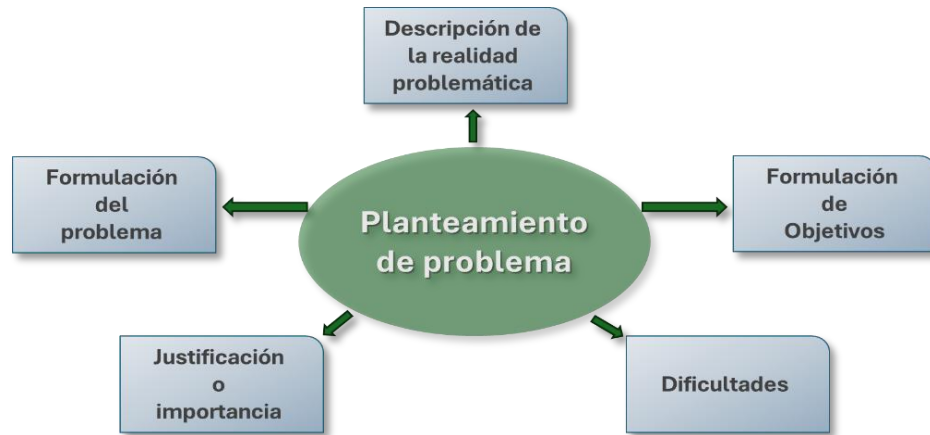 Descripción de
la realidad
problemática
Formulación
del
problema
Planteamiento
de problema
Formulación
de
Objetivos
Justificación
o
importancia
Dificultades